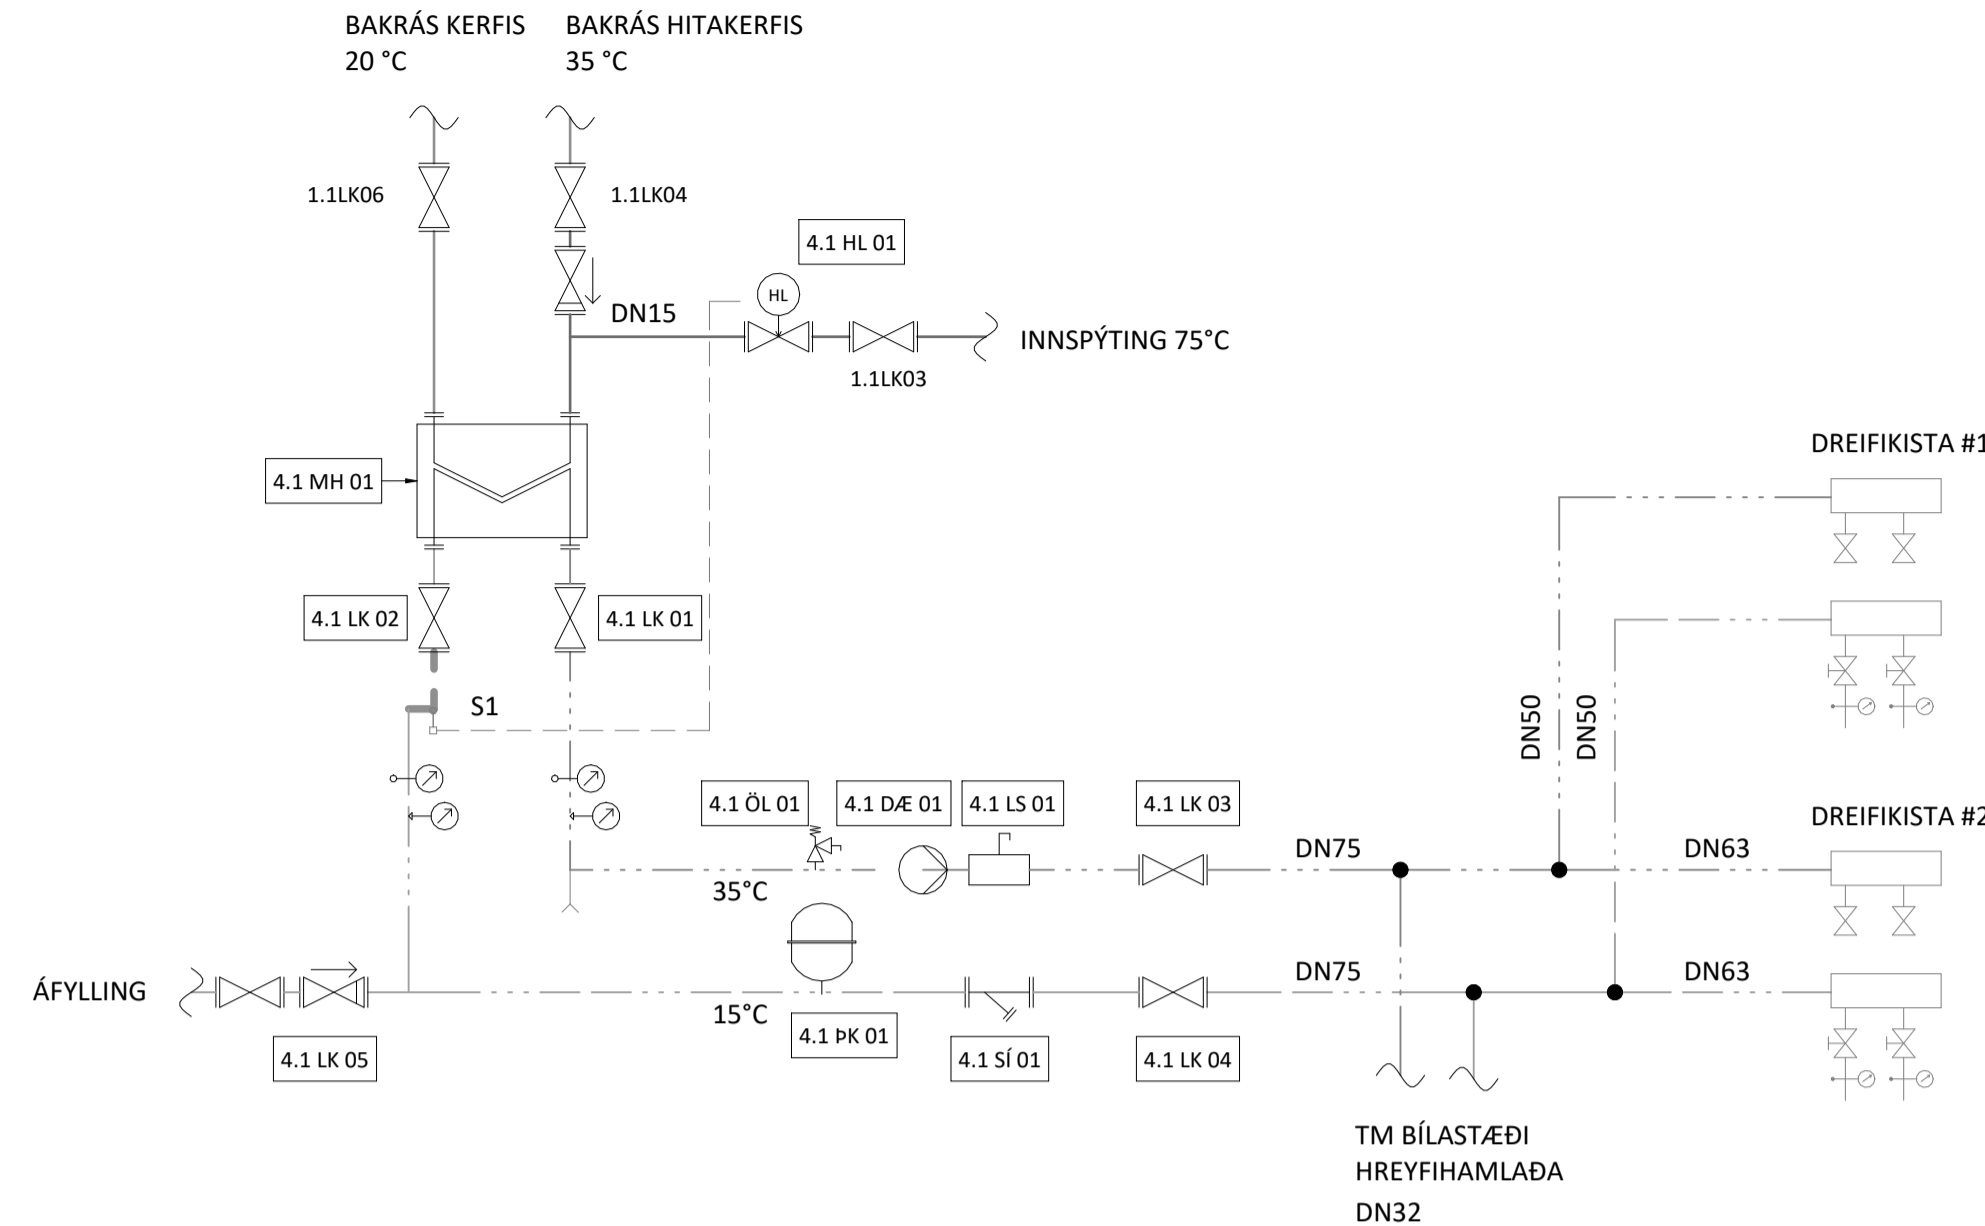 BAKRÁS KERFIS
20 °C
BAKRÁS HITAKERFIS
35 °C
1.1LK06
1.1LK04
4.1 HL 01
HL
DN15
INNSPÝTING 75°C
1.1LK03
DREIFIKISTA #1
4.1 MH 01
4.1 LK 02
4.1 LK 01
S1
DN50
DN50
4.1 ÖL 01
4.1 DÆ 01
4.1 LS 01
4.1 LK 03
DREIFIKISTA #2
DN75
DN63
35°C
ÁFYLLING
DN75
DN63
15°C
4.1 ÞK 01
4.1 LK 05
4.1 SÍ 01
4.1 LK 04
TM BÍLASTÆÐI
HREYFIHAMLAÐA
DN32